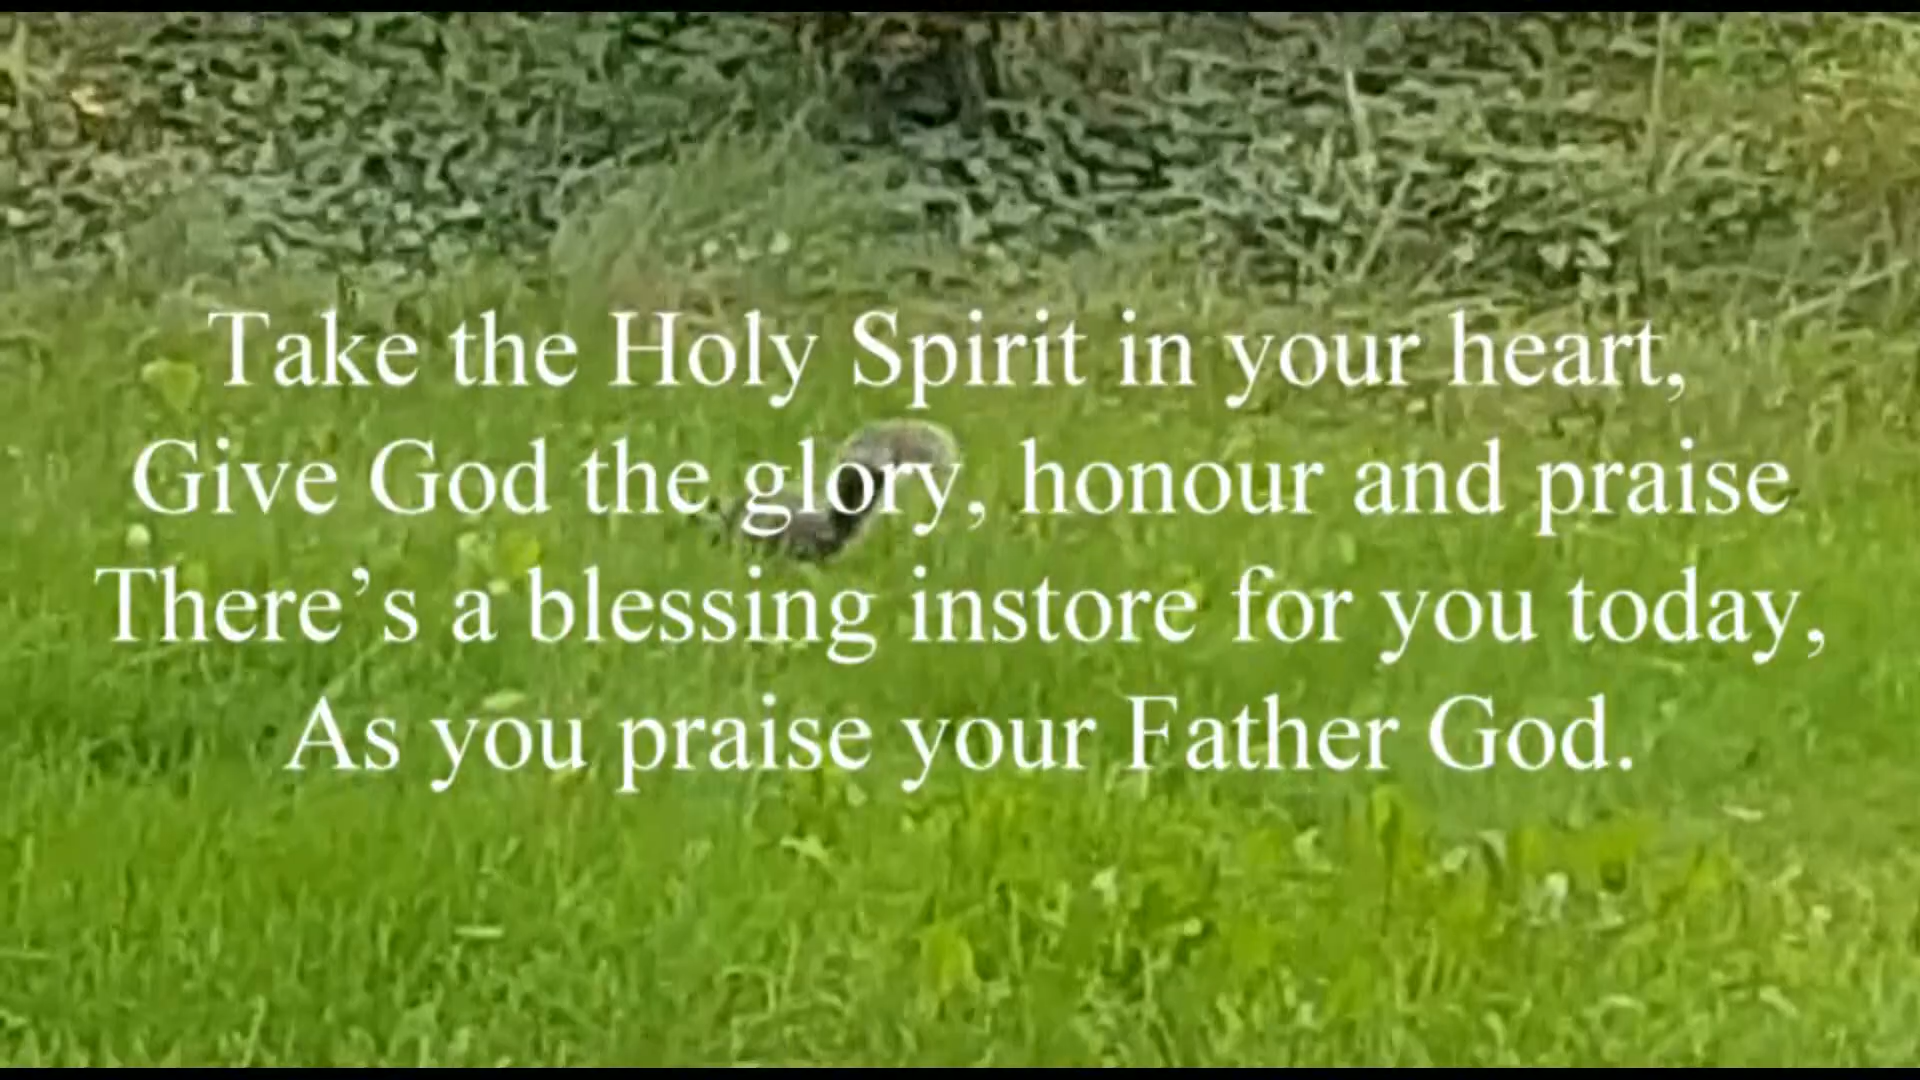 Take the Holy Spirit in your heart,
Give God the glory, honour and praise
There’s a blessing instore for you today,
As you praise your Father God.